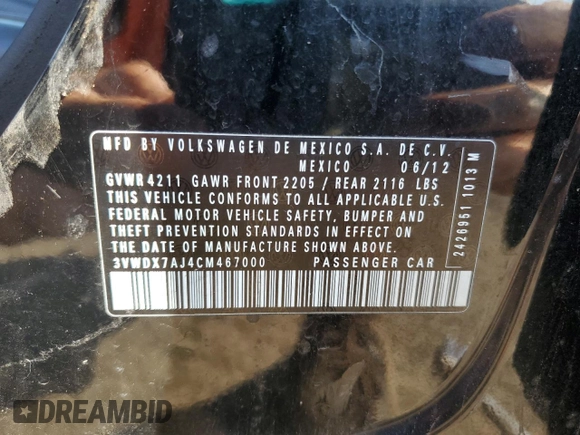 MFD BY VOLKSWAGEN DE MEXICO S.A. DE C.V.
MEXICO 06/12
GVWR 4211 GAWR FRONT 2205 / REAR 2116 LBS
THIS VEHICLE CONFORMS TO ALL APPLICABLE U.S.
FEDERAL MOTOR VEHICLE SAFETY, BUMPER AND
THEFT PREVENTION STANDARDS IN EFFECT ON
THE DATE OF MANUFACTURE SHOWN ABOVE.
3VWDX7AJ4CM467000 PASSENGER CAR
2426951 1013 M
DREAMBID